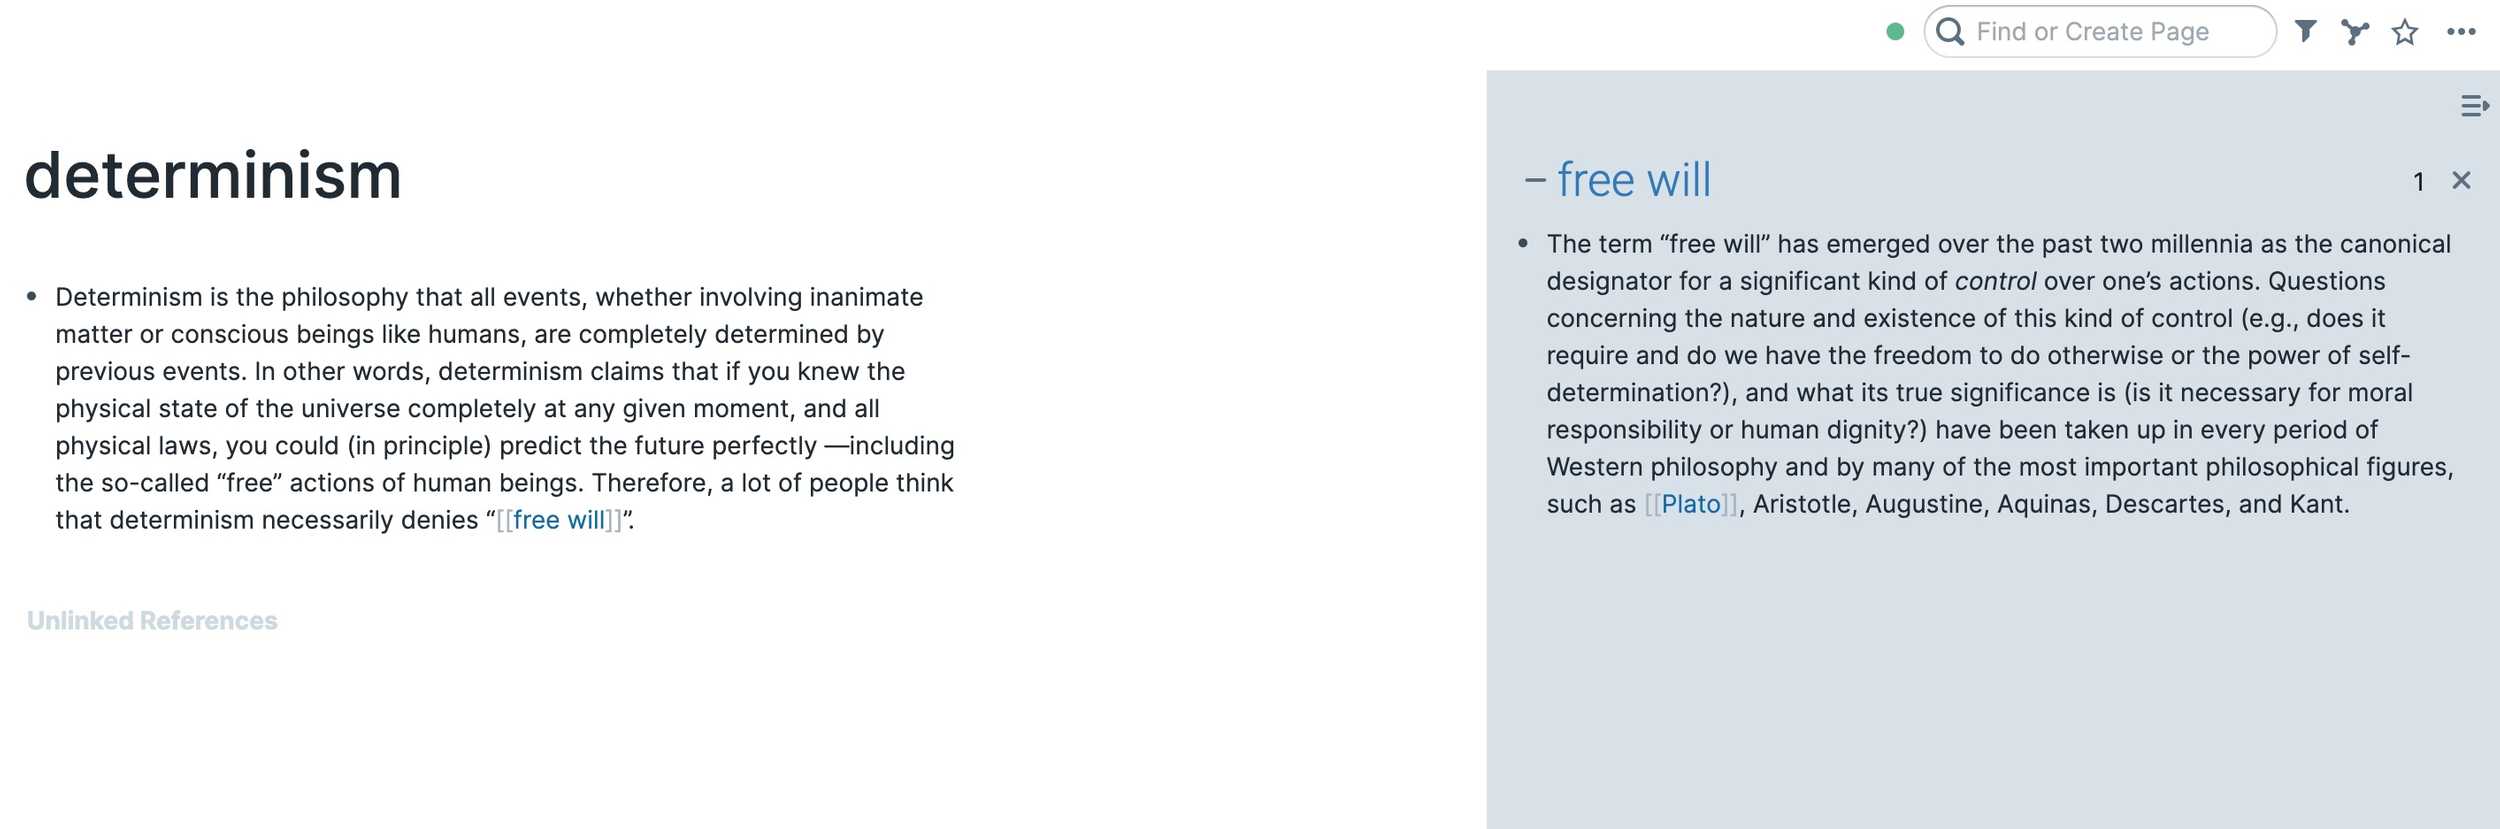 Find or Create Page
determinism
• Determinism is the philosophy that all events, whether involving inanimate
matter or conscious beings like humans, are completely determined by
previous events. In other words, determinism claims that if you knew the
physical state of the universe completely at any given moment, and all
physical laws, you could (in principle) predict the future perfectly —including
the so-called “free” actions of human beings. Therefore, a lot of people think
that determinism necessarily denies “[[free will]]”.
Unlinked References
– free will
1
• The term “free will” has emerged over the past two millennia as the canonical
designator for a significant kind of control over one’s actions. Questions
concerning the nature and existence of this kind of control (e.g., does it
require and do we have the freedom to do otherwise or the power of self-
determination?), and what its true significance is (is it necessary for moral
responsibility or human dignity?) have been taken up in every period of
Western philosophy and by many of the most important philosophical figures,
such as [[Plato]], Aristotle, Augustine, Aquinas, Descartes, and Kant.